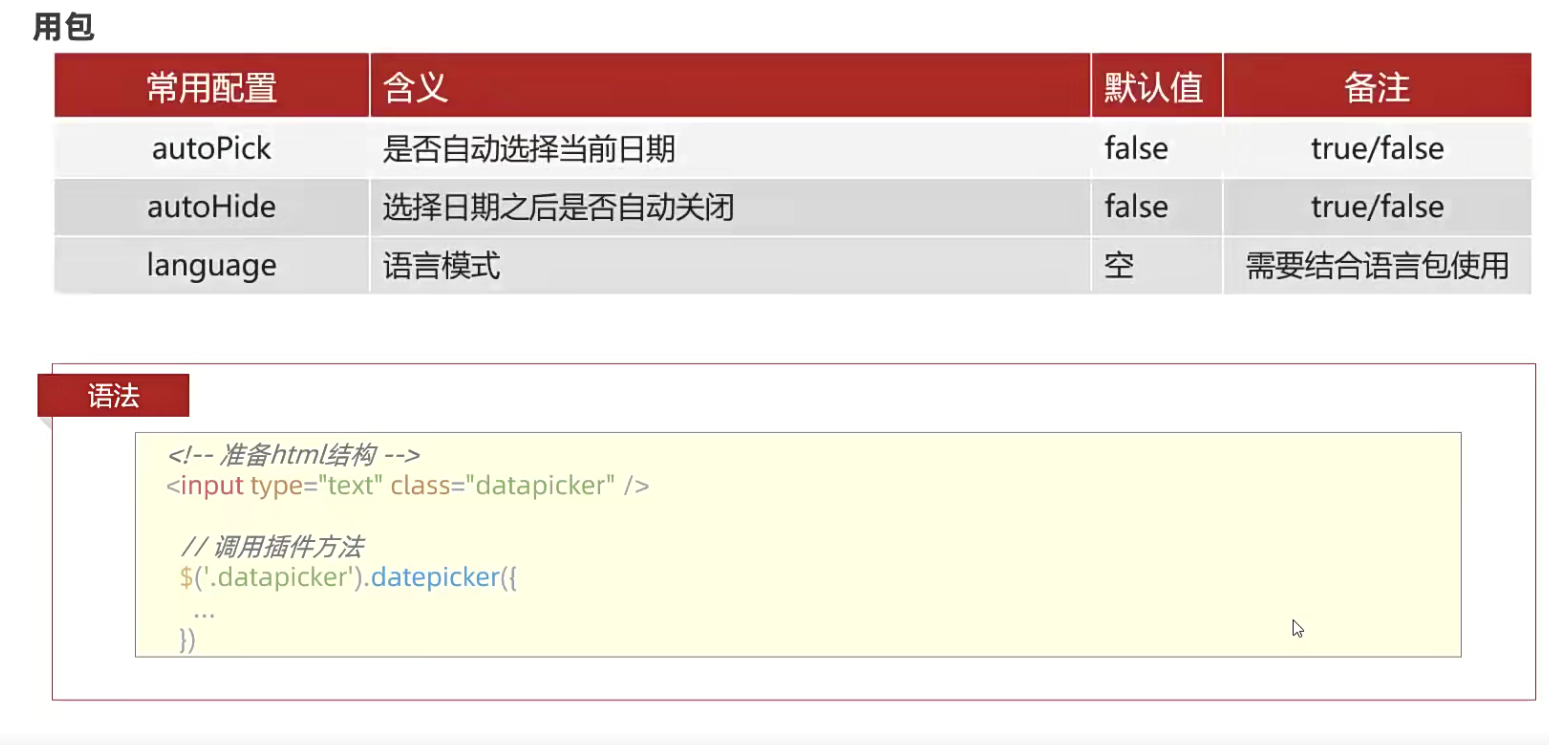 用包
常用配置 含义 默认值 备注
autoPick 是否自动选择当前日期 false true/false
autoHide 选择日期之后是否自动关闭 false true/false
language 语言模式 空 需要结合语言包使用
语法
<!-- 准备html结构 -->
<input type="text" class="datapicker" />
// 调用插件方法
$('.datapicker').datepicker({
...
})